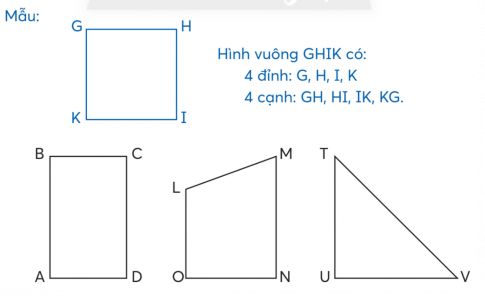 Mẫu:
G H
K I
Hình vuông GHIK có:
4 đỉnh: G, H, I, K
4 cạnh: GH, HI, IK, KG.
B C
A D
L M
O N
T
U V